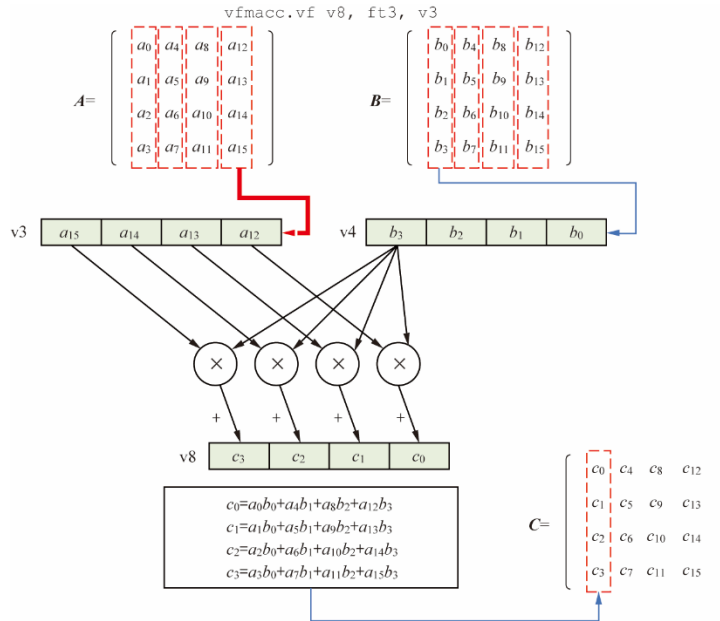 vfmacc.vf v8, ft3, v3
A=
a₀ a₄ a₈ a₁₂
a₁ a₅ a₉ a₁₃
a₂ a₆ a₁₀ a₁₄
a₃ a₇ a₁₁ a₁₅
B=
b₀ b₄ b₈ b₁₂
b₁ b₅ b₉ b₁₃
b₂ b₆ b₁₀ b₁₄
b₃ b₇ b₁₁ b₁₅
v3 a₁₅ a₁₄ a₁₃ a₁₂
v4 b₃ b₂ b₁ b₀
× × × ×
+ + + +
v8 c₃ c₂ c₁ c₀
c₀=a₀b₀+a₄b₁+a₈b₂+a₁₂b₃
c₁=a₁b₀+a₅b₁+a₉b₂+a₁₃b₃
c₂=a₂b₀+a₆b₁+a₁₀b₂+a₁₄b₃
c₃=a₃b₀+a₇b₁+a₁₁b₂+a₁₅b₃
C=
c₀ c₄ c₈ c₁₂
c₁ c₅ c₉ c₁₃
c₂ c₆ c₁₀ c₁₄
c₃ c₇ c₁₁ c₁₅